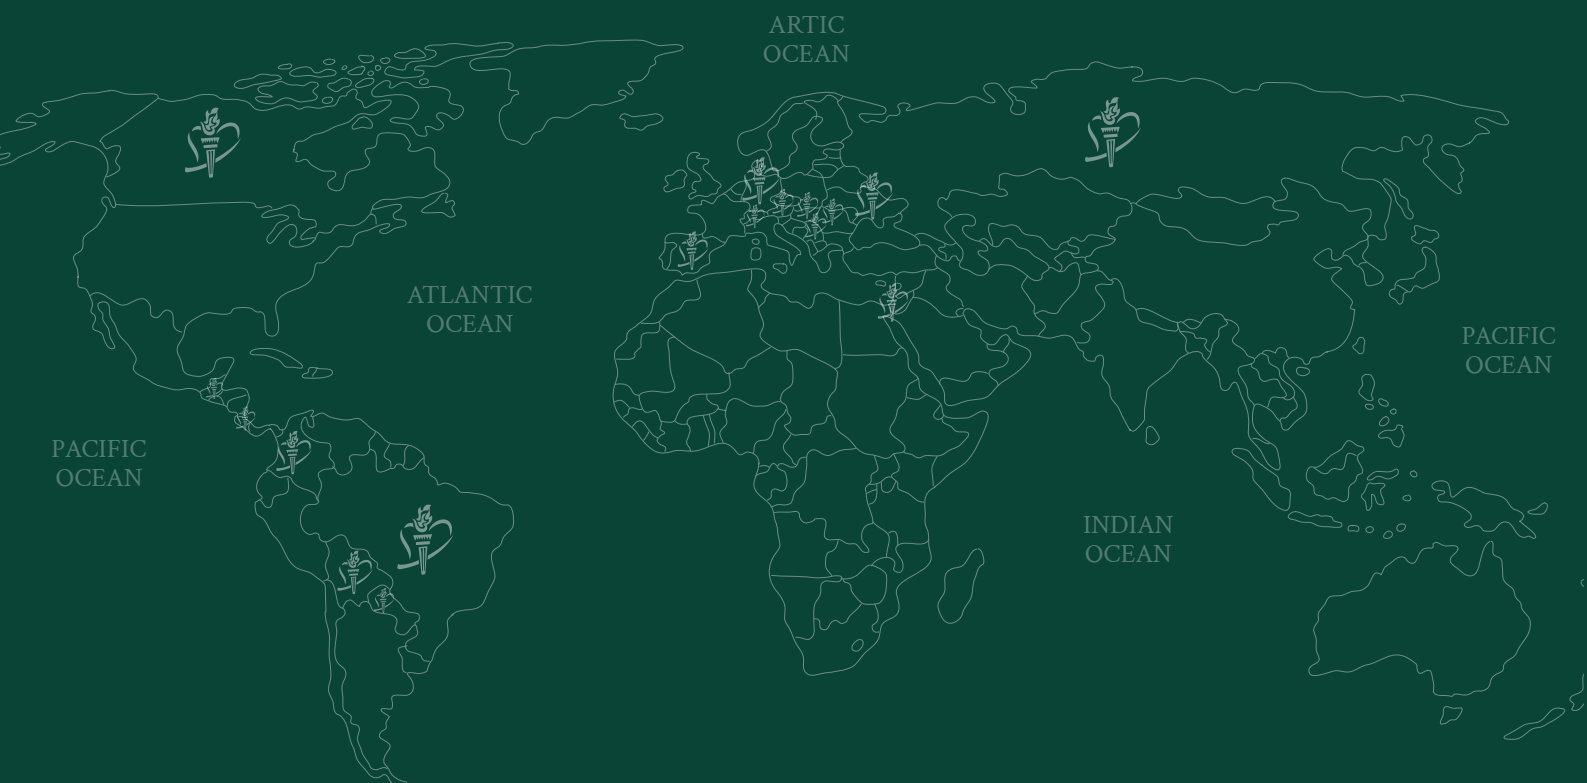 ARTIC
OCEAN
ATLANTIC
OCEAN
PACIFIC
OCEAN
PACIFIC
OCEAN
INDIAN
OCEAN